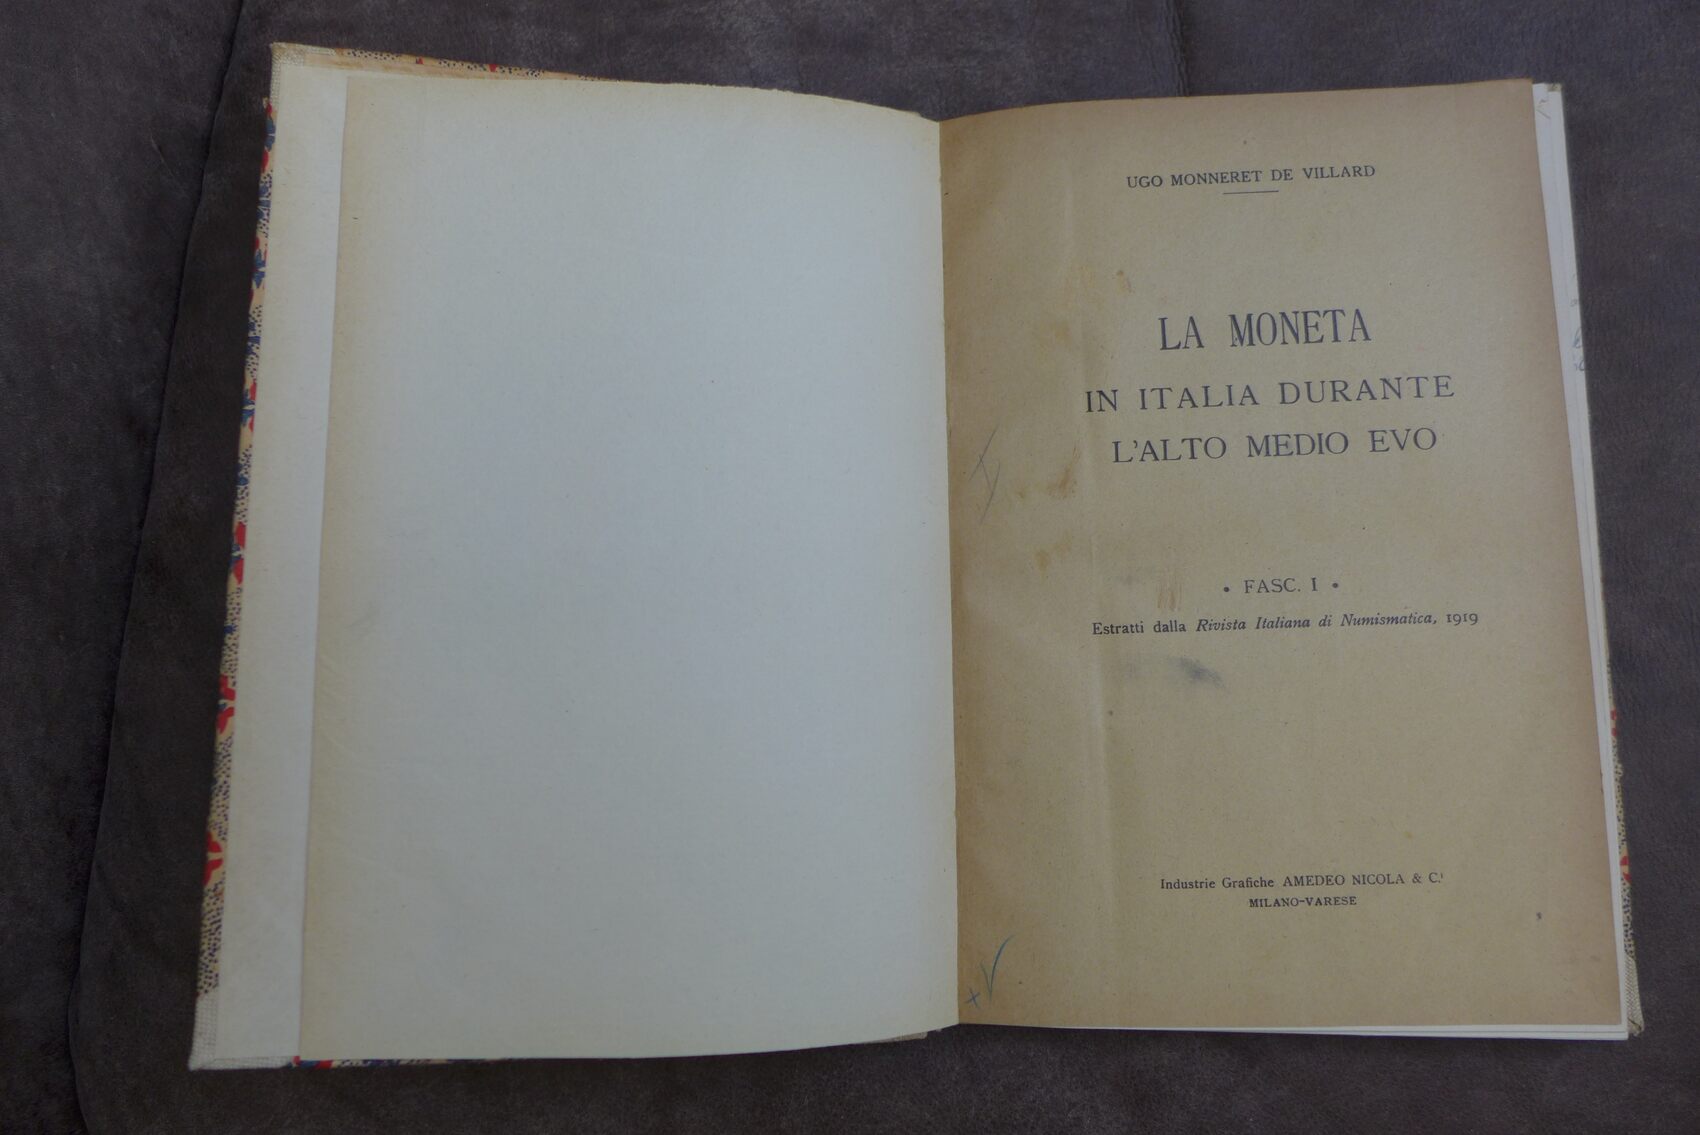 UGO MONNERET DE VILLARD
LA MONETA
IN ITALIA DURANTE
L'ALTO MEDIO EVO
• FASC. I •
Estratti dalla Rivista Italiana di Numismatica, 1919
Industrie Grafiche AMEDEO NICOLA & C.i
MILANO-VARESE